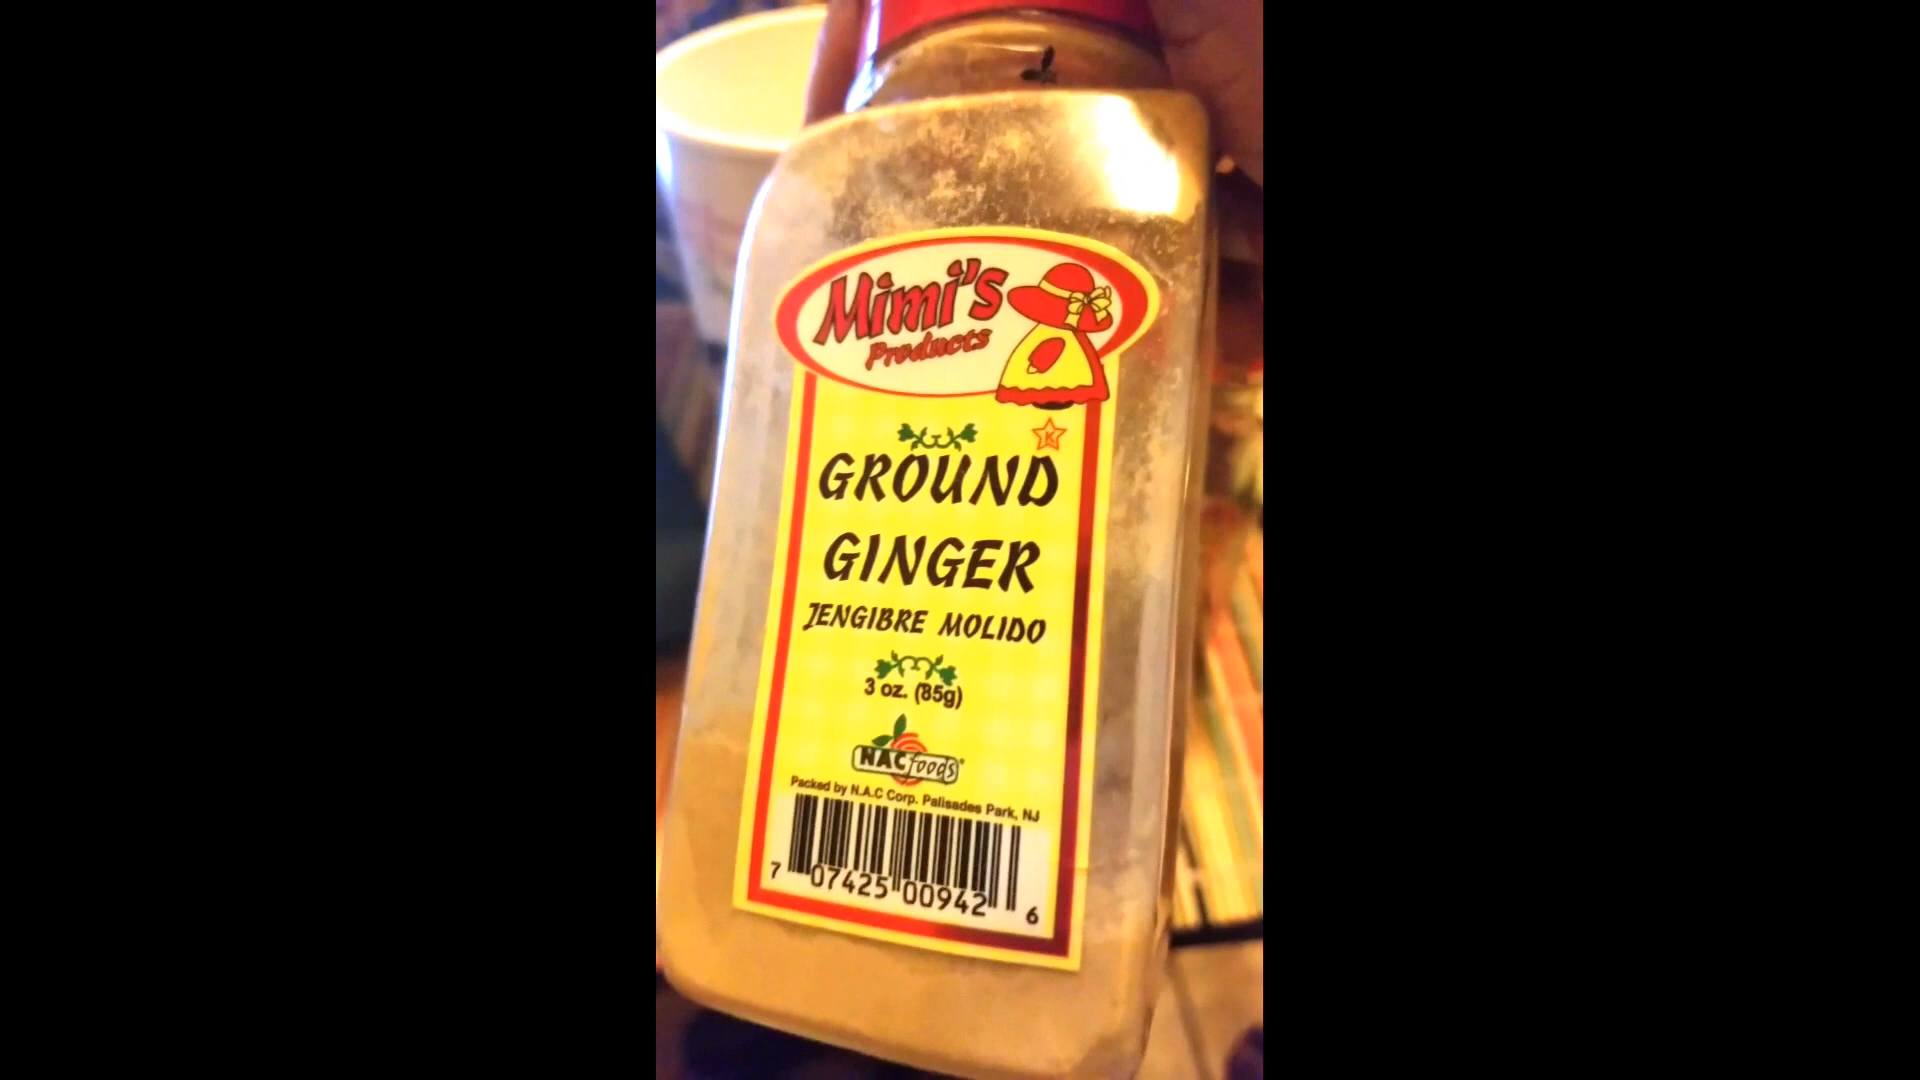 Mimi's
Products
K
GROUND
GINGER
JENGIBRE MOLIDO
3 oz. (85g)
NAC foods
Packed by N.A.C Corp. Palisades Park, NJ
7 07425 00942 6